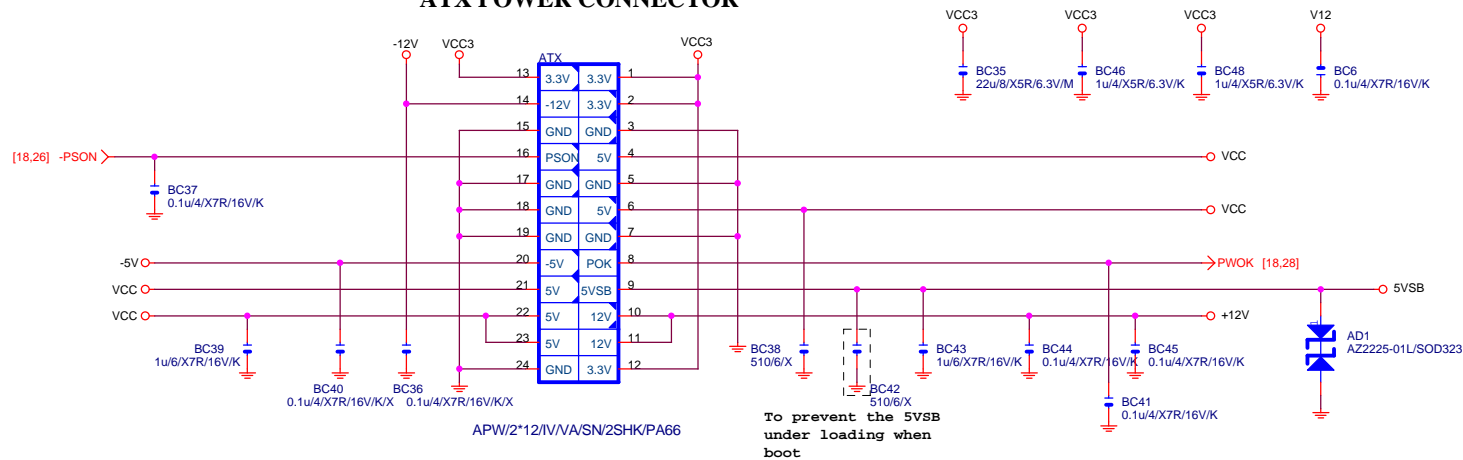 ATX POWER CONNECTOR
VCC3 VCC3 VCC3 V12
BC35
22u/8/X5R/6.3V/M
BC46
1u/4/X5R/6.3V/K
BC48
1u/4/X5R/6.3V/K
BC6
0.1u/4/X7R/16V/K
-12V VCC3 VCC3
ATX
13 3.3V 3.3V 1
14 -12V 3.3V 2
15 GND GND 3
[18,26] -PSON 16 PSON 5V 4 VCC
17 GND GND 5
18 GND 5V 6 VCC
19 GND GND 7
-5V 20 -5V POK 8 PWOK [18,28]
VCC 21 5V 5VSB 9 5VSB
VCC 22 5V 12V 10 +12V
23 5V 12V 11
24 GND 3.3V 12
BC37
0.1u/4/X7R/16V/K
BC39
1u/6/X7R/16V/K
BC40
0.1u/4/X7R/16V/K/X
BC36
0.1u/4/X7R/16V/K/X
BC38
510/6/X
BC42
510/6/X
BC43
1u/6/X7R/16V/K
BC44
0.1u/4/X7R/16V/K
BC45
0.1u/4/X7R/16V/K
1
AD1
AZ2225-01L/SOD323
BC41
0.1u/4/X7R/16V/K
APW/2*12/IV/VA/SN/2SHK/PA66
To prevent the 5VSB
under loading when
boot